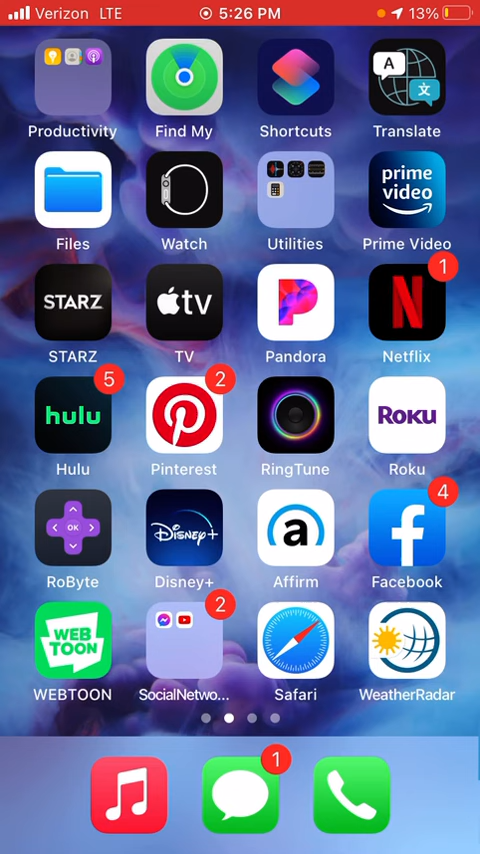 Verizon LTE 5:26 PM 13%
A 文
Productivity Find My Shortcuts Translate
prime
video
Files Watch Utilities Prime Video
1
STARZ tv P N
STARZ TV Pandora Netflix
5 2
hulu Roku
Hulu Pinterest RingTune Roku
4
OK Disney+ a f
RoByte Disney+ Affirm Facebook
2
WEB
TOON
WEBTOON SocialNetwo... Safari WeatherRadar
1